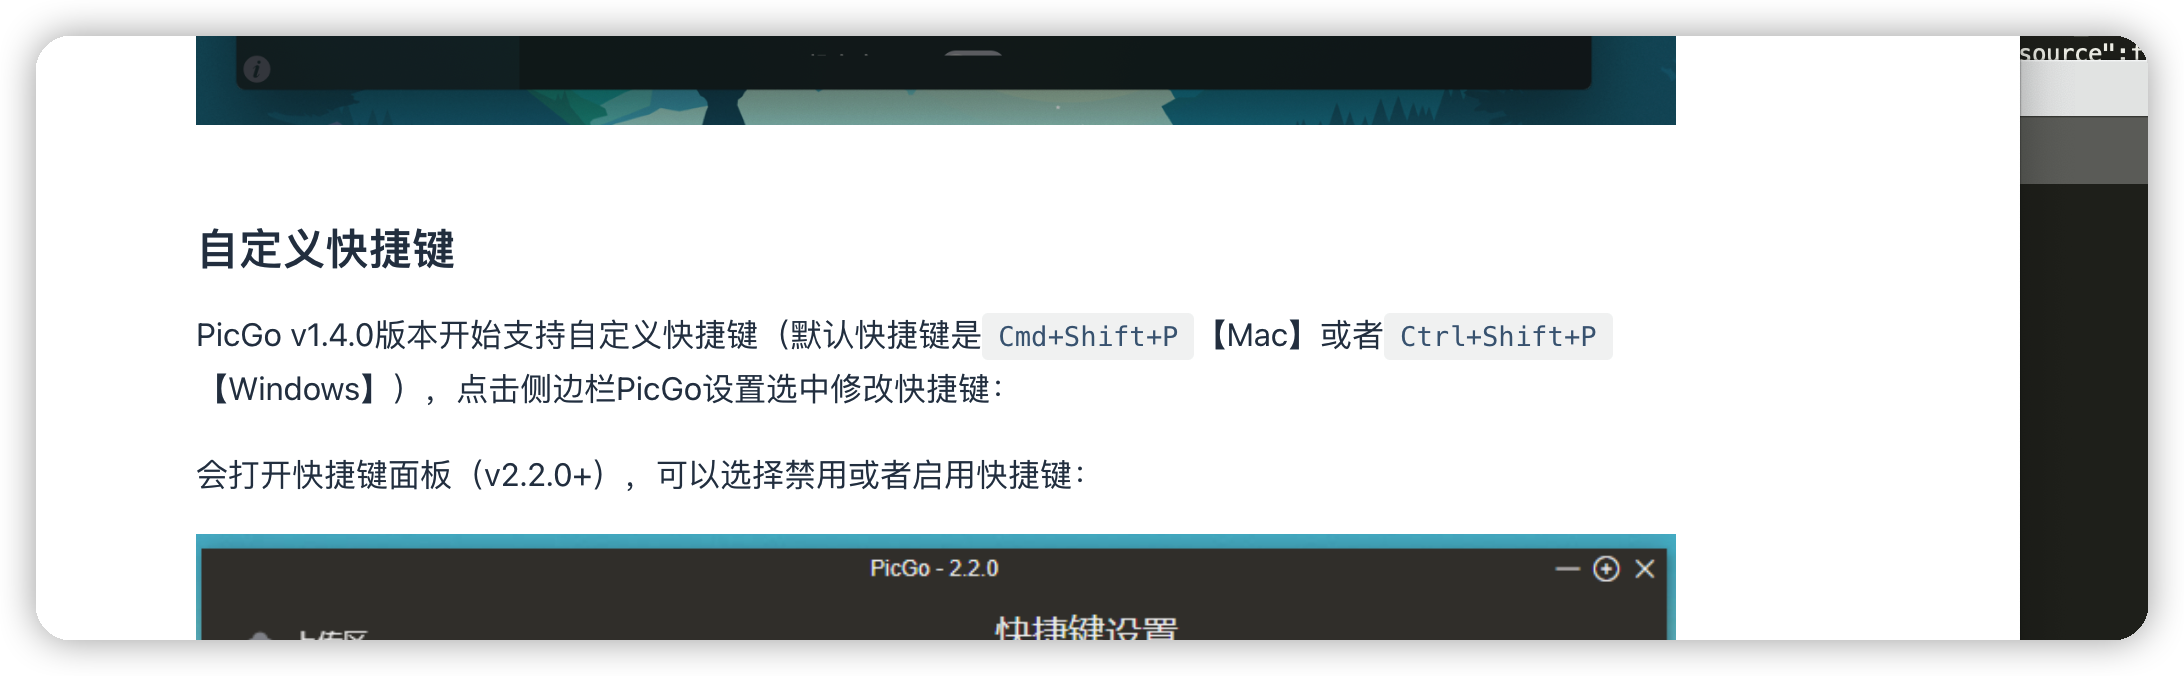 source":f
自定义快捷键
PicGo v1.4.0版本开始支持自定义快捷键（默认快捷键是 Cmd+Shift+P 【Mac】或者 Ctrl+Shift+P
【Windows】），点击侧边栏PicGo设置选中修改快捷键：
会打开快捷键面板（v2.2.0+），可以选择禁用或者启用快捷键：
PicGo - 2.2.0
上传区
快捷键设置